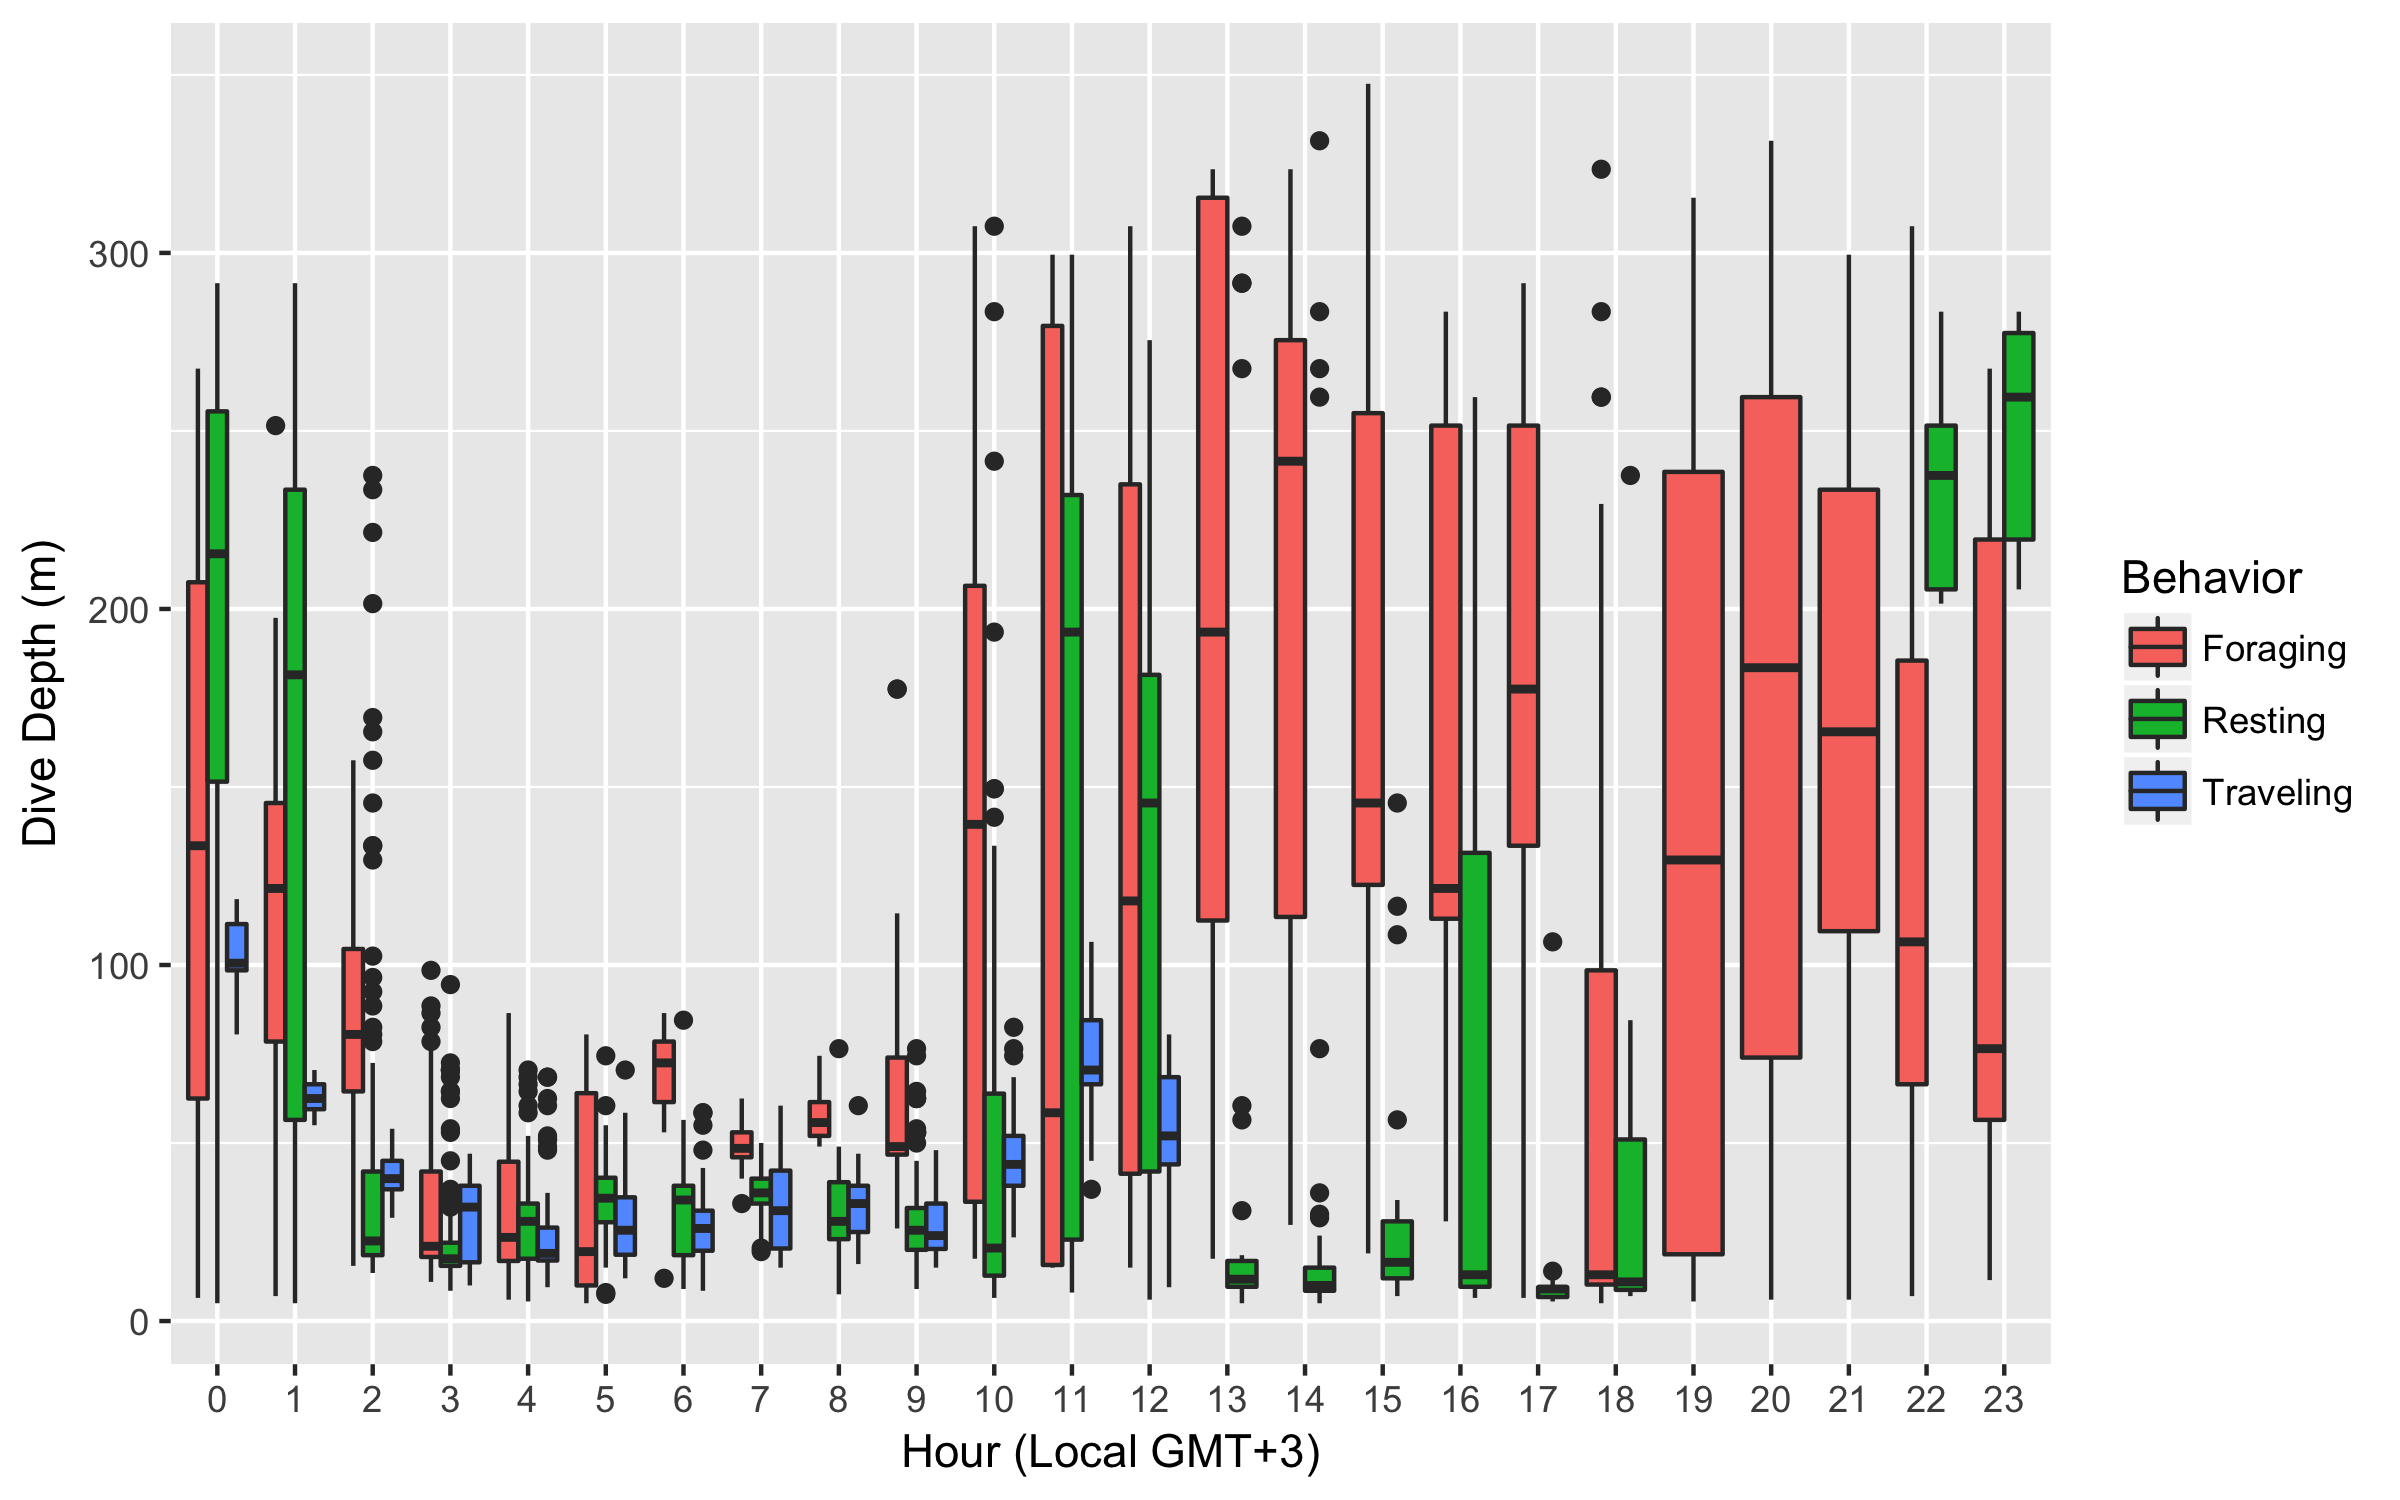 Dive Depth (m)
300
200
100
0
0 1 2 3 4 5 6 7 8 9 10 11 12 13 14 15 16 17 18 19 20 21 22 23
Hour (Local GMT+3)
Behavior
Foraging
Resting
Traveling